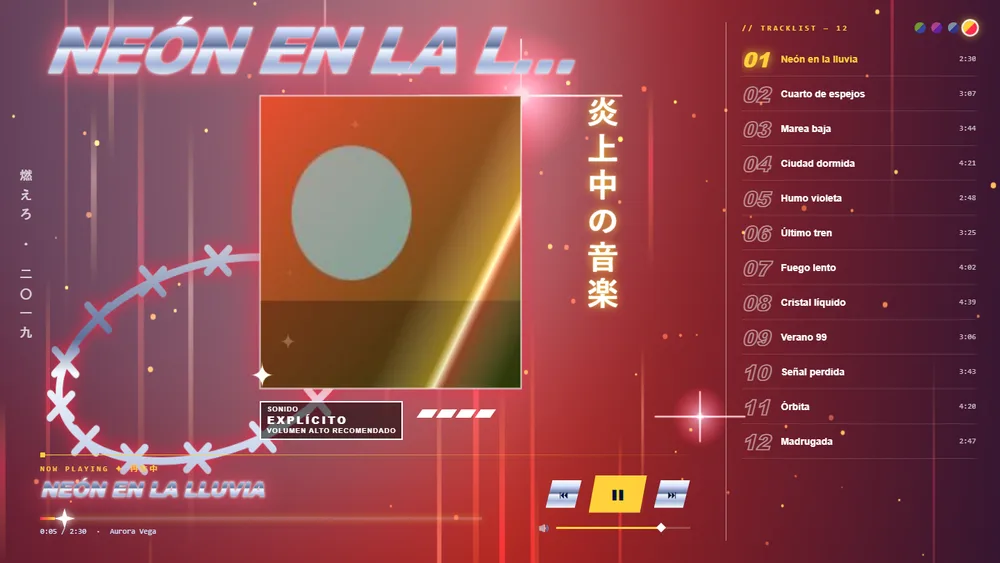 NEÓN EN LA L...
燃えろ・二〇一九
炎上中の音楽
SONIDO
EXPLÍCITO
VOLUMEN ALTO RECOMENDADO
NOW PLAYING ✦
NEÓN EN LA LLUVIA
0:05 / 2:30 · Aurora Vega
// TRACKLIST — 12
01 Neón en la lluvia 2:30
02 Cuarto de espejos 3:07
03 Marea baja 3:44
04 Ciudad dormida 4:21
05 Humo violeta 2:48
06 Último tren 3:25
07 Fuego lento 4:02
08 Cristal líquido 4:39
09 Verano 99 3:06
10 Señal perdida 3:43
11 Órbita 4:20
12 Madrugada 2:47